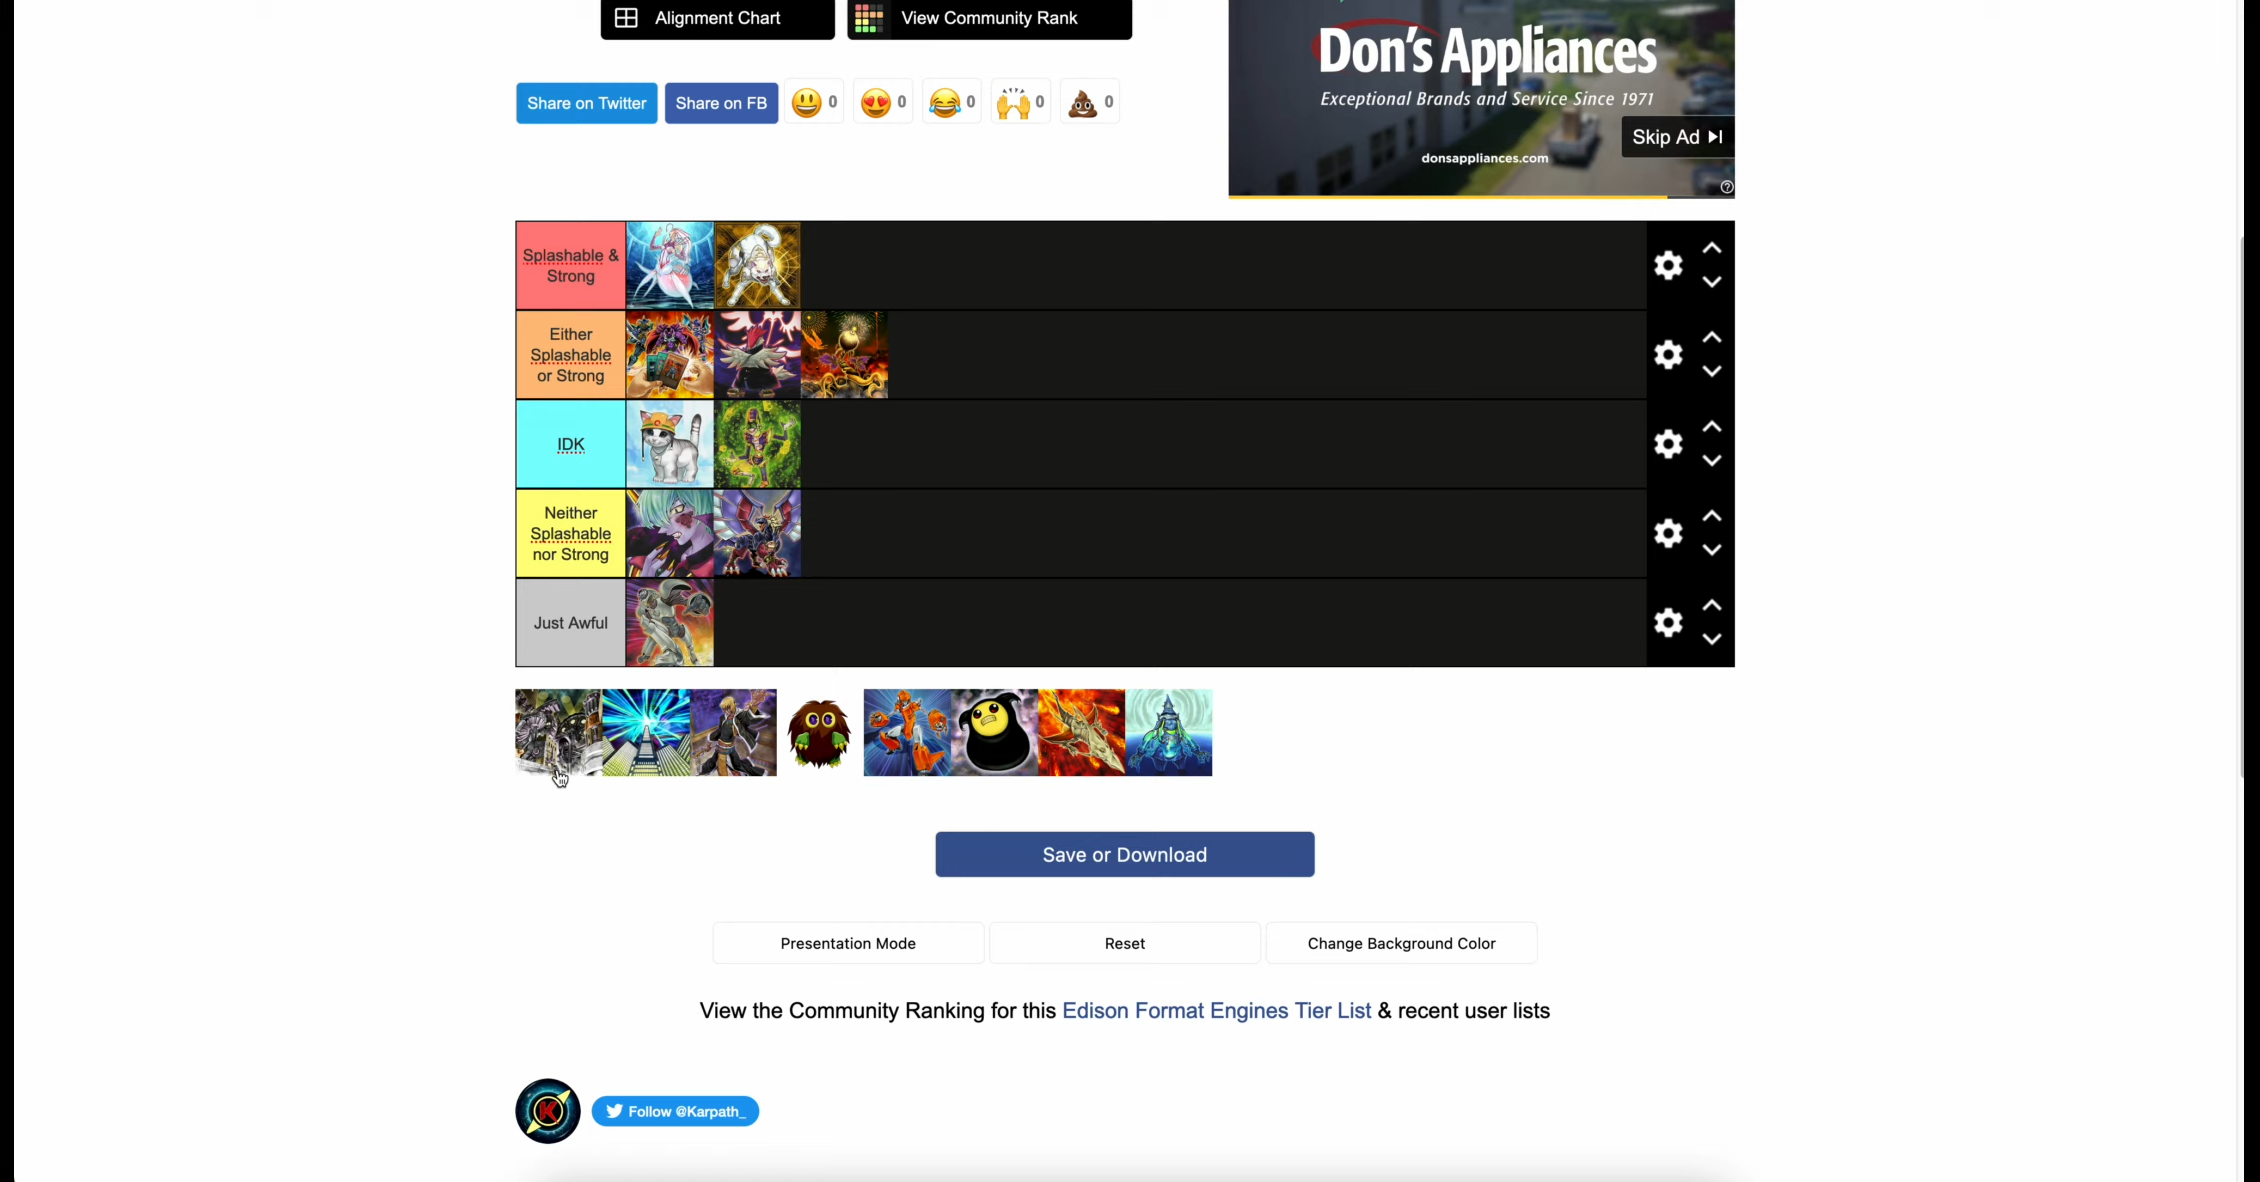 Alignment Chart
View Community Rank
Don's Appliances
Exceptional Brands and Service Since 1971
Skip Ad
donsappliances.com
Share on Twitter
Share on FB
0
0
0
0
0
Splashable &
Strong
Either
Splashable
or Strong
IDK
Neither
Splashable
nor Strong
Just Awful
Save or Download
Presentation Mode
Reset
Change Background Color
View the Community Ranking for this Edison Format Engines Tier List & recent user lists
K
Follow @Karpath_